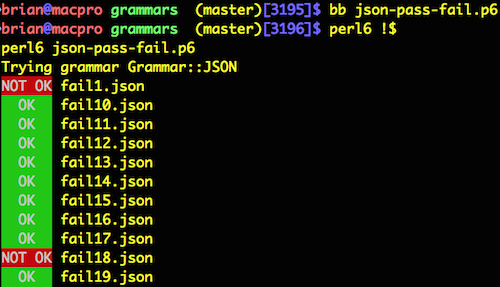 brian@macpro grammars (master)[3195]$ bb json-pass-fail.p6
brian@macpro grammars (master)[3196]$ perl6 !$
perl6 json-pass-fail.p6
Trying grammar Grammar::JSON
NOT OK fail1.json
OK fail10.json
OK fail11.json
OK fail12.json
OK fail13.json
OK fail14.json
OK fail15.json
OK fail16.json
OK fail17.json
NOT OK fail18.json
OK fail19.json